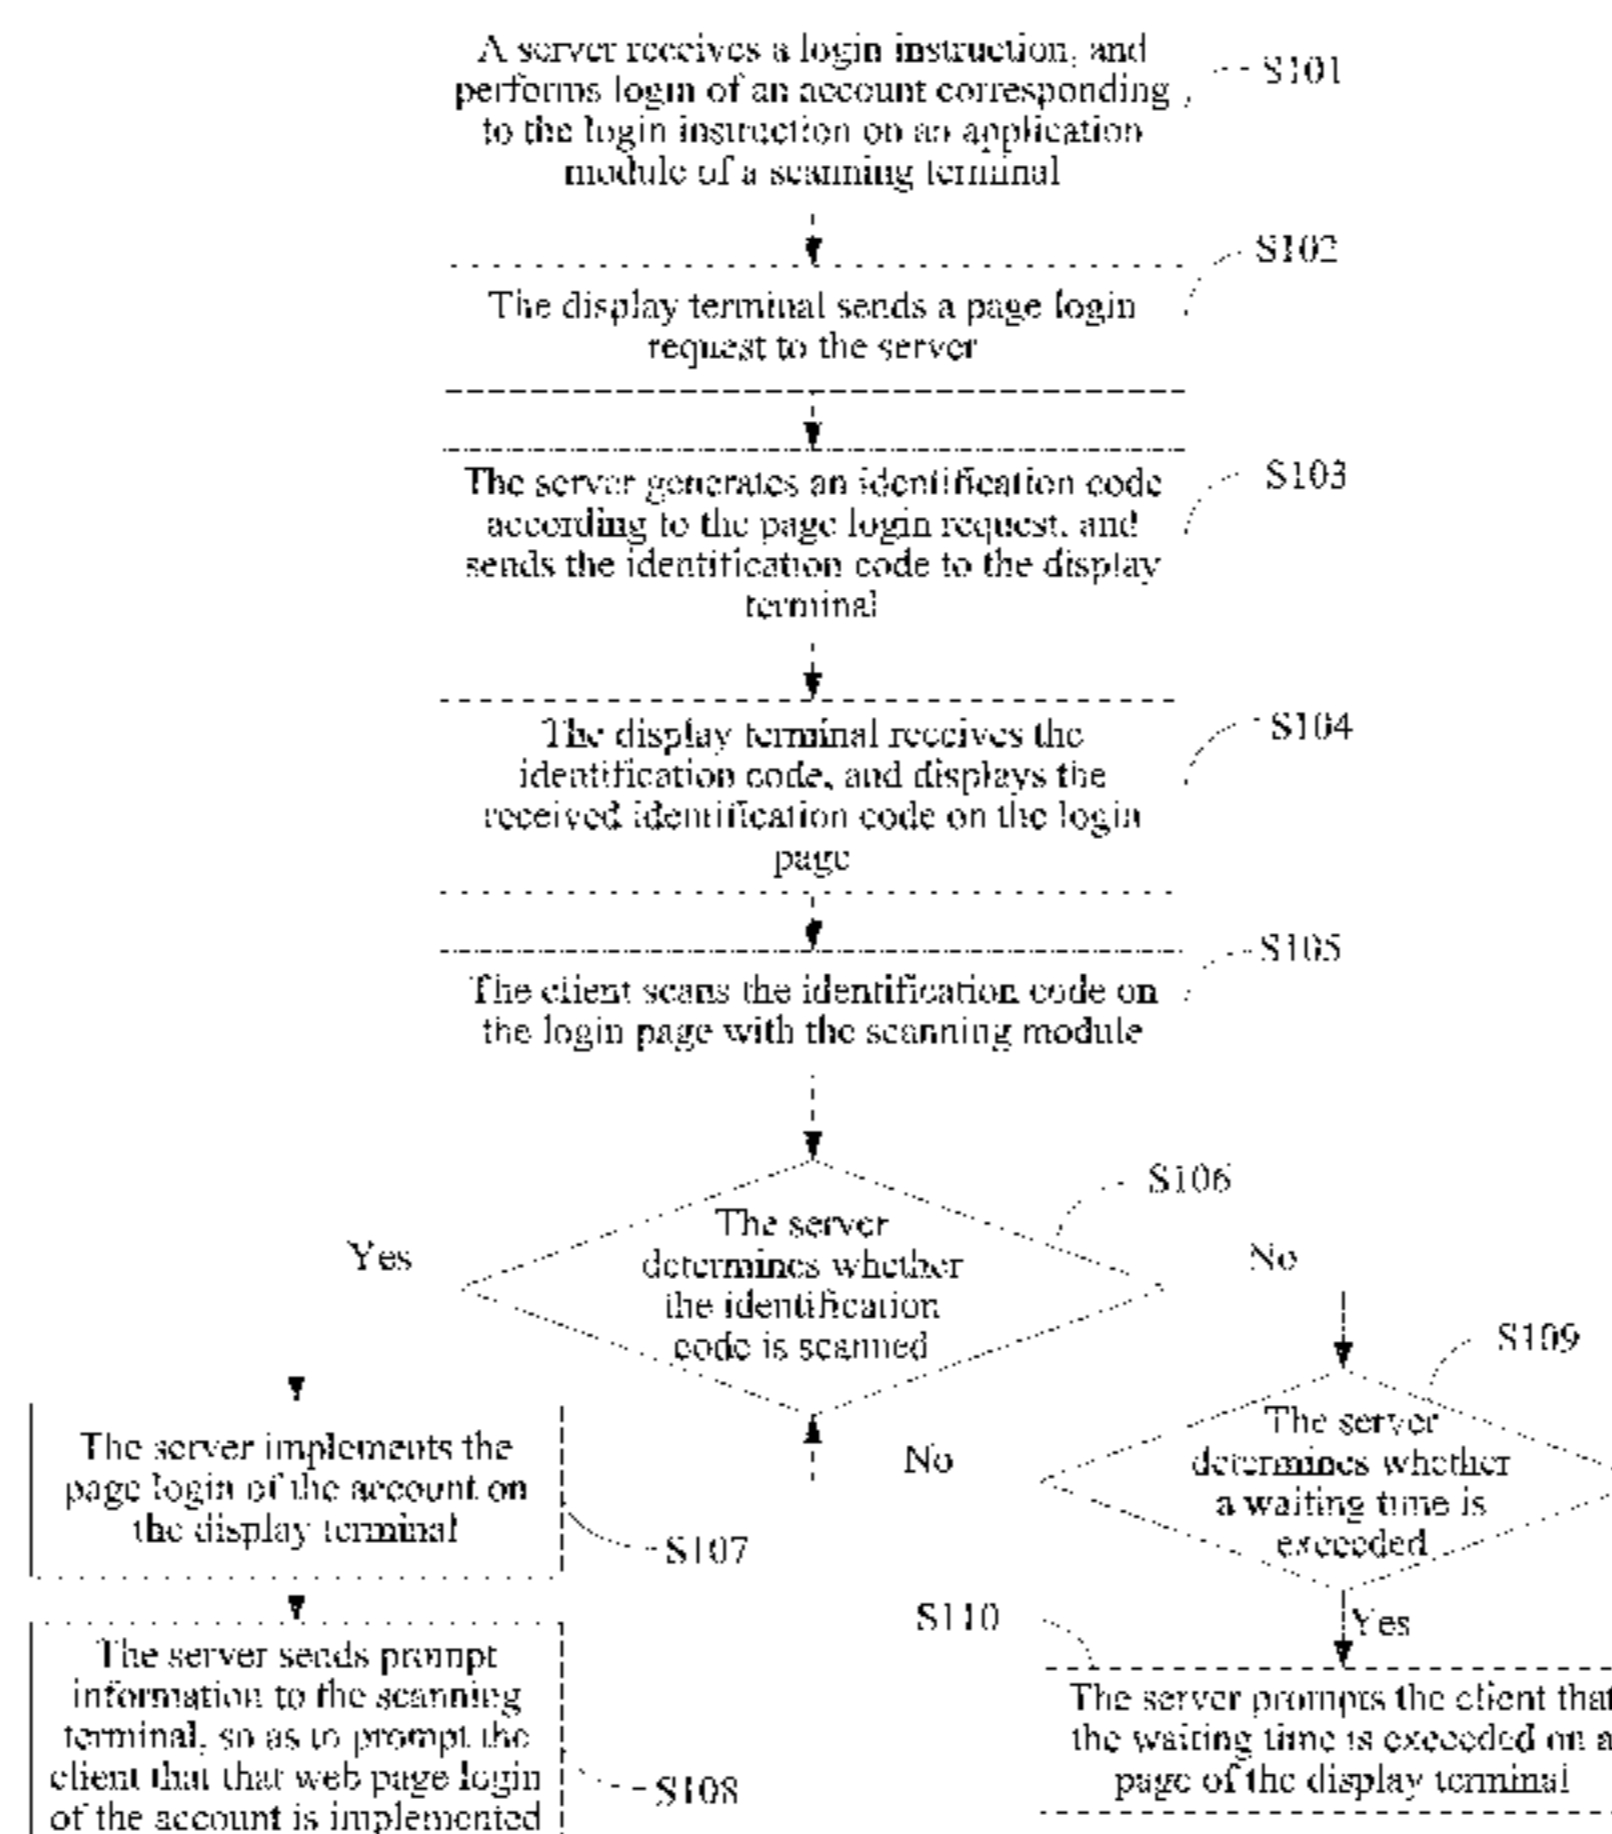 A server receives a login instruction, and
performs login of an account corresponding
to the login instruction on an application
module of a scanning terminal
S101
The display terminal sends a page login
request to the server
S102
The server generates an identification code
according to the page login request, and
sends the identification code to the display
terminal
S103
The display terminal receives the
identification code, and displays the
received identification code on the login
page
S104
The client scans the identification code on
the login page with the scanning module
S105
The server
determines whether
the identification
code is scanned
S106
Yes
No
The server implements the
page login of the account on
the display terminal
S107
The server sends prompt
information to the scanning
terminal, so as to prompt the
client that that web page login
of the account is implemented
S108
The server
determines whether
a waiting time is
exceeded
S109
No
Yes
S110
The server prompts the client that
the waiting time is exceeded on a
page of the display terminal